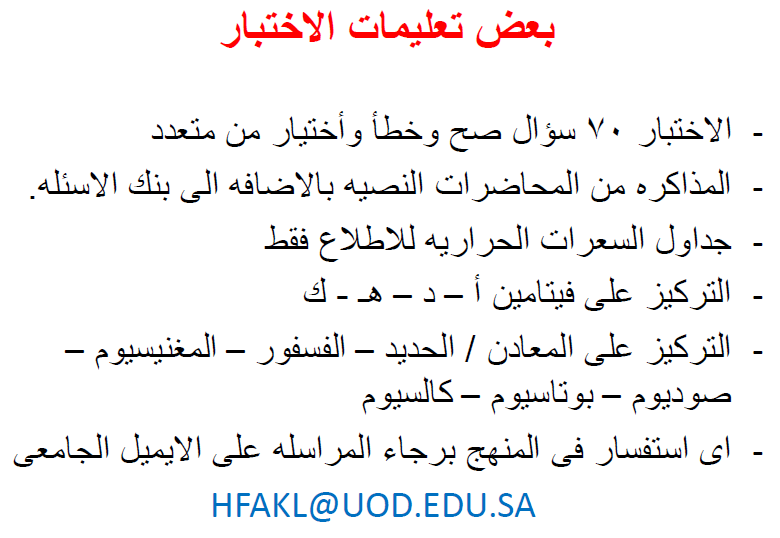 بعض تعليمات الاختبار
- الاختبار ٧٠ سؤال صح وخطأ وأختيار من متعدد
- المذاكره من المحاضرات النصيه بالاضافه الى بنك الاسئله.
- جداول السعرات الحراريه للاطلاع فقط
- التركيز على فيتامين أ – د – هـ - ك
- التركيز على المعادن / الحديد – الفسفور – المغنيسيوم –
صوديوم – بوتاسيوم – كالسيوم
- اى استفسار فى المنهج برجاء المراسله على الايميل الجامعى
HFAKL@UOD.EDU.SA